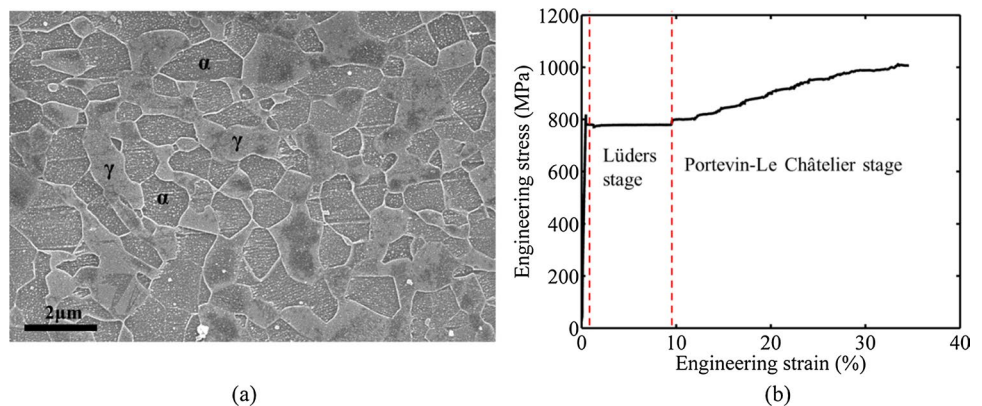 α
γ
γ
α
2μm
(a)
Engineering stress (MPa)
1200
1000
800
600
400
200
0
Lüders
stage
Portevin-Le Châtelier stage
0
10
20
30
40
Engineering strain (%)
(b)